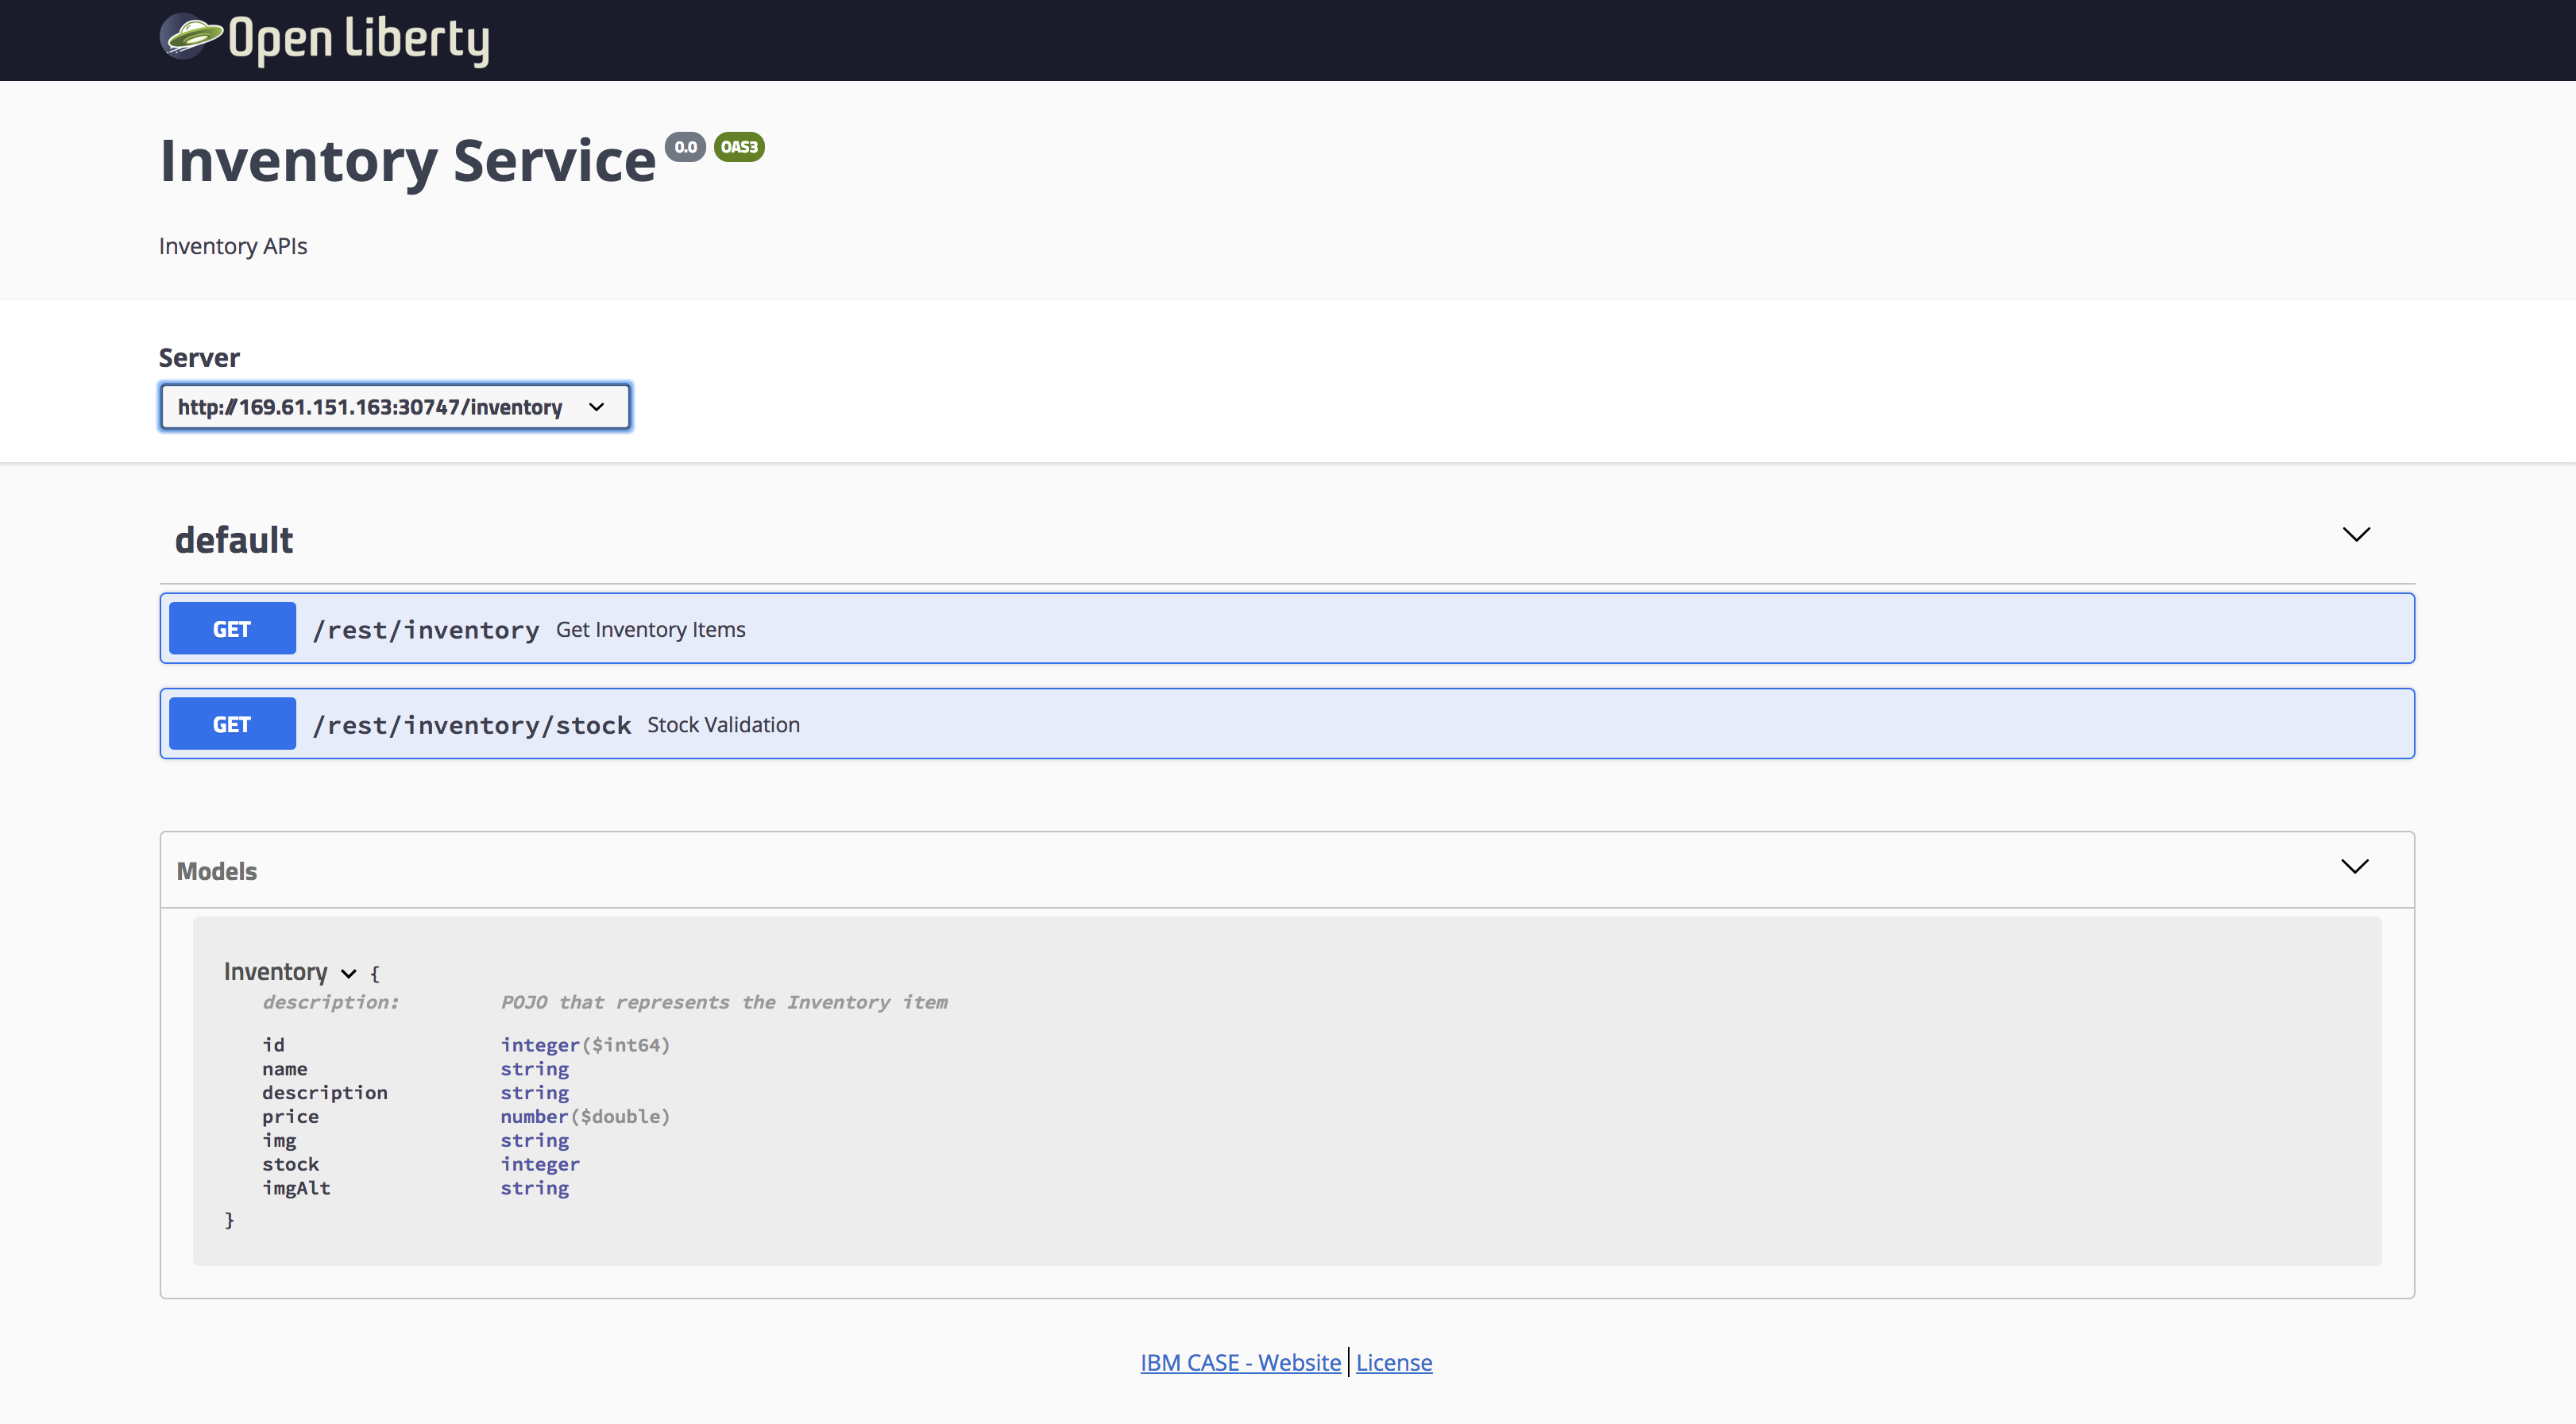 Open Liberty
Inventory Service 0.0 OAS3
Inventory APIs
Server
http://169.61.151.163:30747/inventory
default
GET /rest/inventory Get Inventory Items
GET /rest/inventory/stock Stock Validation
Models
Inventory {
description: POJO that represents the Inventory item
id integer($int64)
name string
description string
price number($double)
img string
stock integer
imgAlt string
}
IBM CASE - Website | License